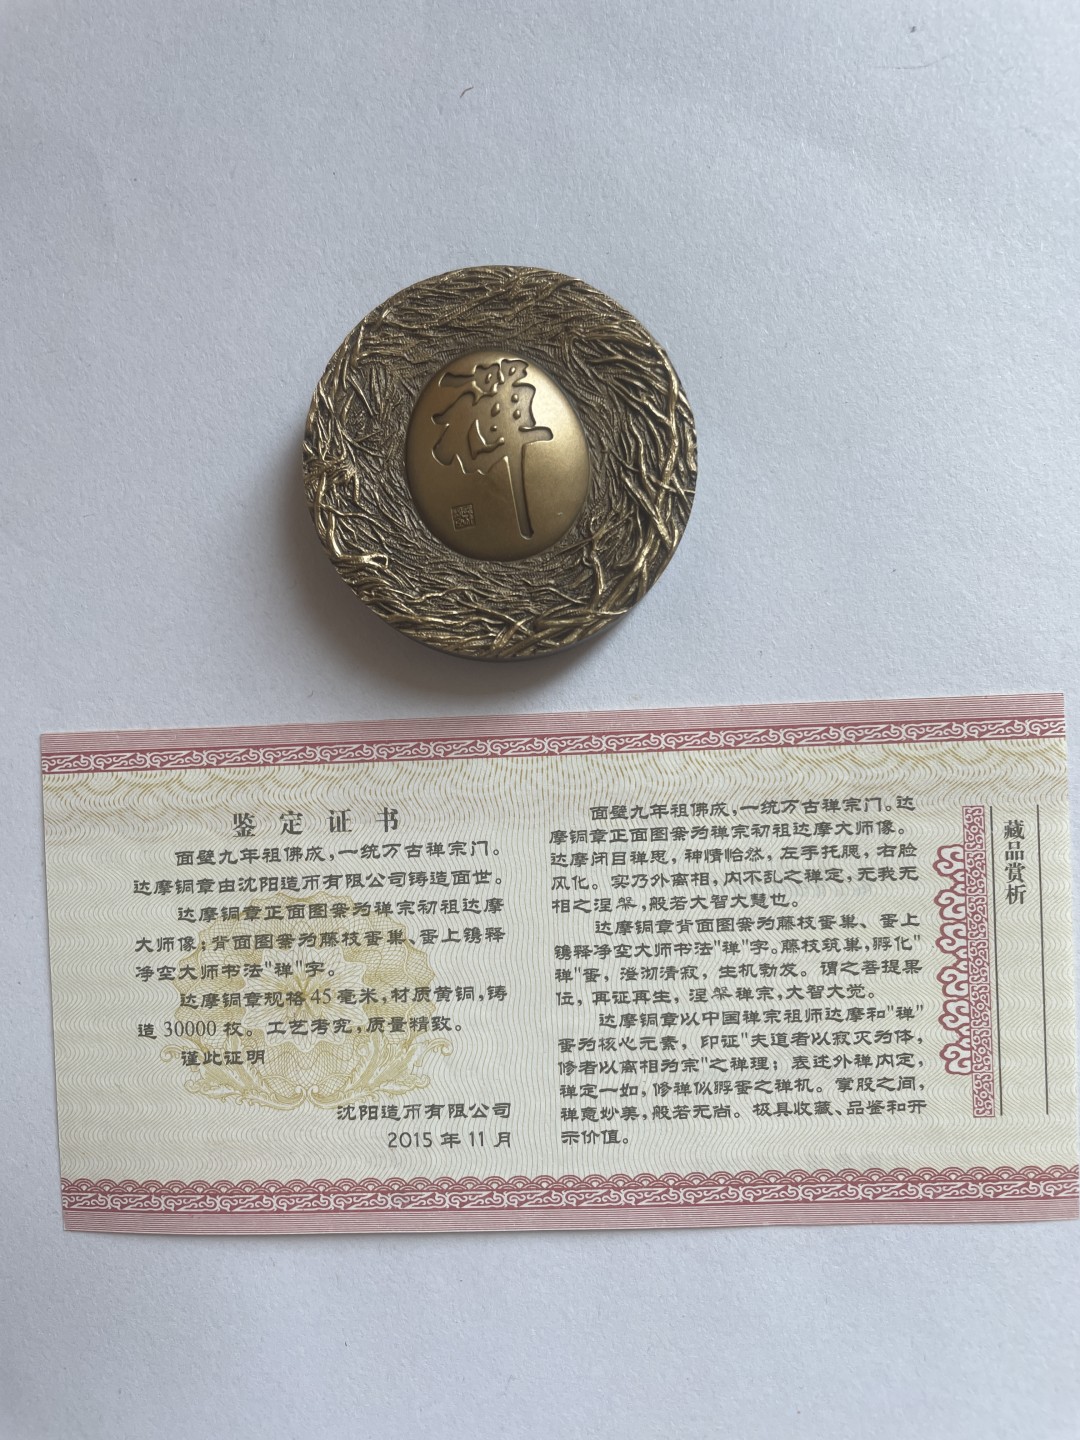 禪
鉴定证书
面壁九年祖佛成，一统万古禅宗门。
达摩铜章由沈阳造币有限公司铸造面世。
达摩铜章正面图案为禅宗初祖达摩
大师像；背面图案为藤枝蛋巢、蛋上镌释
净空大师书法"禅"字。
达摩铜章规格45毫米，材质黄铜，铸
造30000枚。工艺考究，质量精致。
谨此证明
沈阳造币有限公司
2015年11月
面壁九年祖佛成，一统万古禅宗门。达
摩铜章正面图案为禅宗初祖达摩大师像。
达摩闭目禅思，神情怡然，左手托腮，右脸
风化。实乃外离相，内不乱之禅定，无我无
相之涅槃，般若大智大慧也。
达摩铜章背面图案为藤枝蛋巢、蛋上
镌释净空大师书法"禅"字。藤枝筑巢，孵化"
禅"蛋，澄沏清寂，生机勃发。谓之菩提果
位，再证再生，涅槃禅宗，大智大觉。
达摩铜章以中国禅宗祖师达摩和"禅"
蛋为核心元素，印证"夫道者以寂灭为体，
修者以离相为宗"之禅理；表述外禅内定，
禅定一如，修禅似孵蛋之禅机。掌股之间，
禅意妙美，般若无尚。极具收藏、品鉴和开
示价值。
藏品赏析